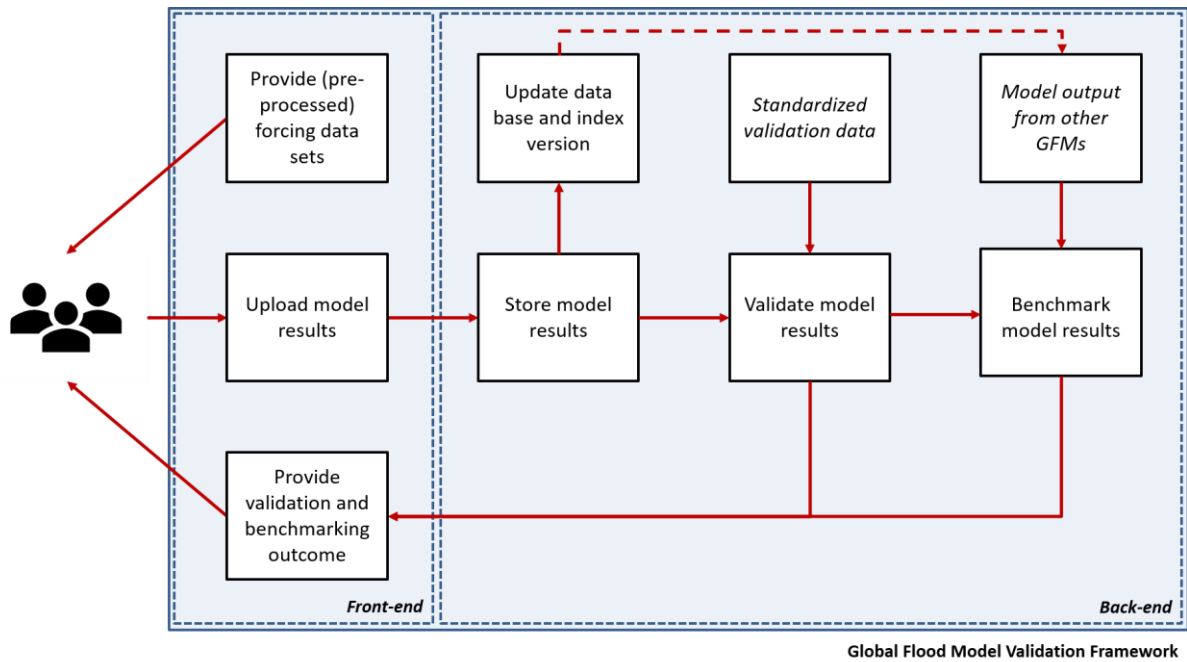 Provide (pre-
processed)
forcing data
sets
Update data
base and index
version
Standardized
validation data
Model output
from other
GFMs
Upload model
results
Store model
results
Validate model
results
Benchmark
model results
Provide
validation and
benchmarking
outcome
Front-end
Back-end
Global Flood Model Validation Framework